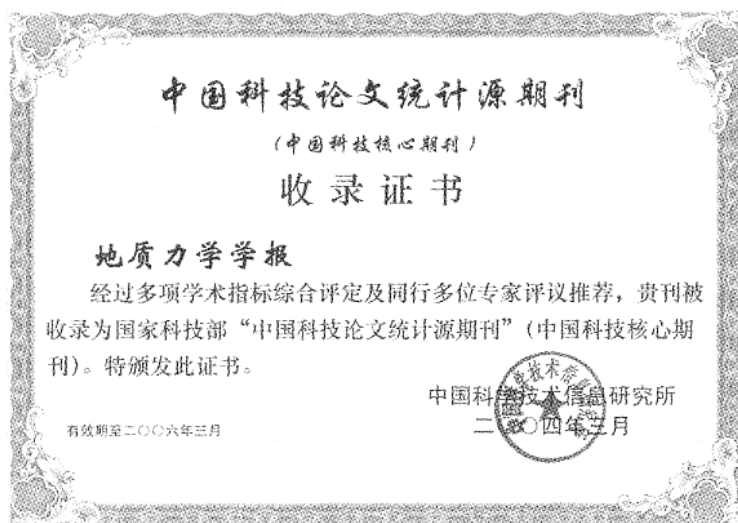 中国科技论文统计源期刊
(中国科技核心期刊)
收录证书
地质力学学报
经过多项学术指标综合评定及同行多位专家评议推荐，贵刊被
收录为国家科技部“中国科技论文统计源期刊”(中国科技核心期
刊)。特颁发此证书。
中国科学技术信息研究所
有效期至二〇〇六年三月
二〇〇四年三月